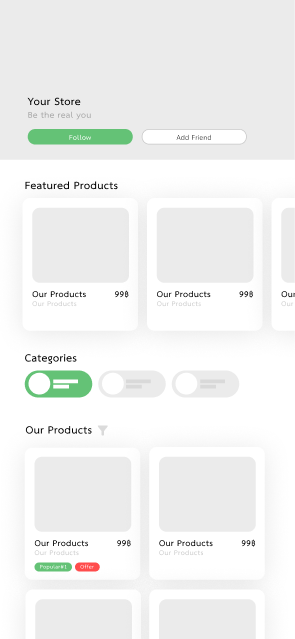 Your Store
Be the real you
Follow
Add Friend
Featured Products
Our Products 99฿
Our Products
Our Products 99฿
Our Products
Our
Our
Categories
Our Products
Our Products 99฿
Our Products
Popular#1 Offer
Our Products 99฿
Our Products